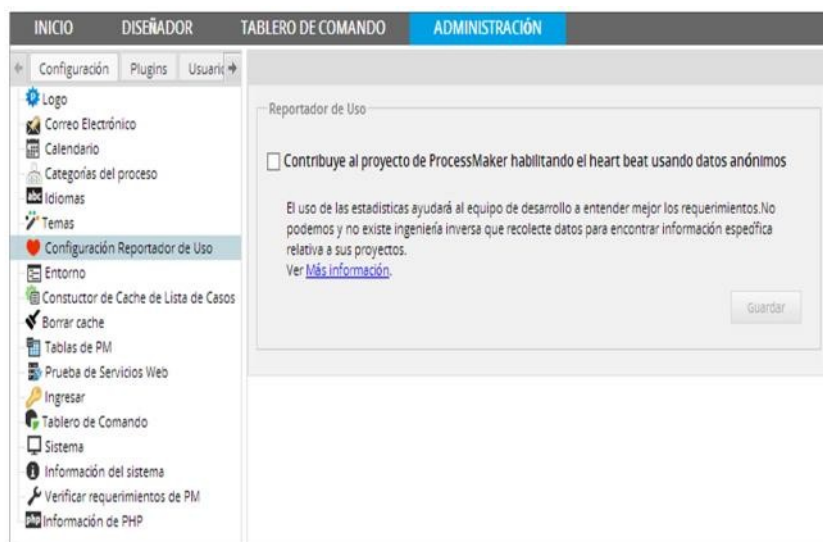 INICIO DISEÑADOR TABLERO DE COMANDO ADMINISTRACIÓN
Configuración Plugins Usuario
Logo
Correo Electrónico
Calendario
Categorías del proceso
Idiomas
Temas
Configuración Reportador de Uso
Entorno
Constuctor de Cache de Lista de Casos
Borrar cache
Tablas de PM
Prueba de Servicios Web
Ingresar
Tablero de Comando
Sistema
Información del sistema
Verificar requerimientos de PM
Información de PHP
Reportador de Uso
Contribuye al proyecto de ProcessMaker habilitando el heart beat usando datos anónimos
El uso de las estadísticas ayudará al equipo de desarrollo a entender mejor los requerimientos.No
podemos y no existe ingeniería inversa que recolecte datos para encontrar información específica
relativa a sus proyectos.
Ver Más información.
Guardar